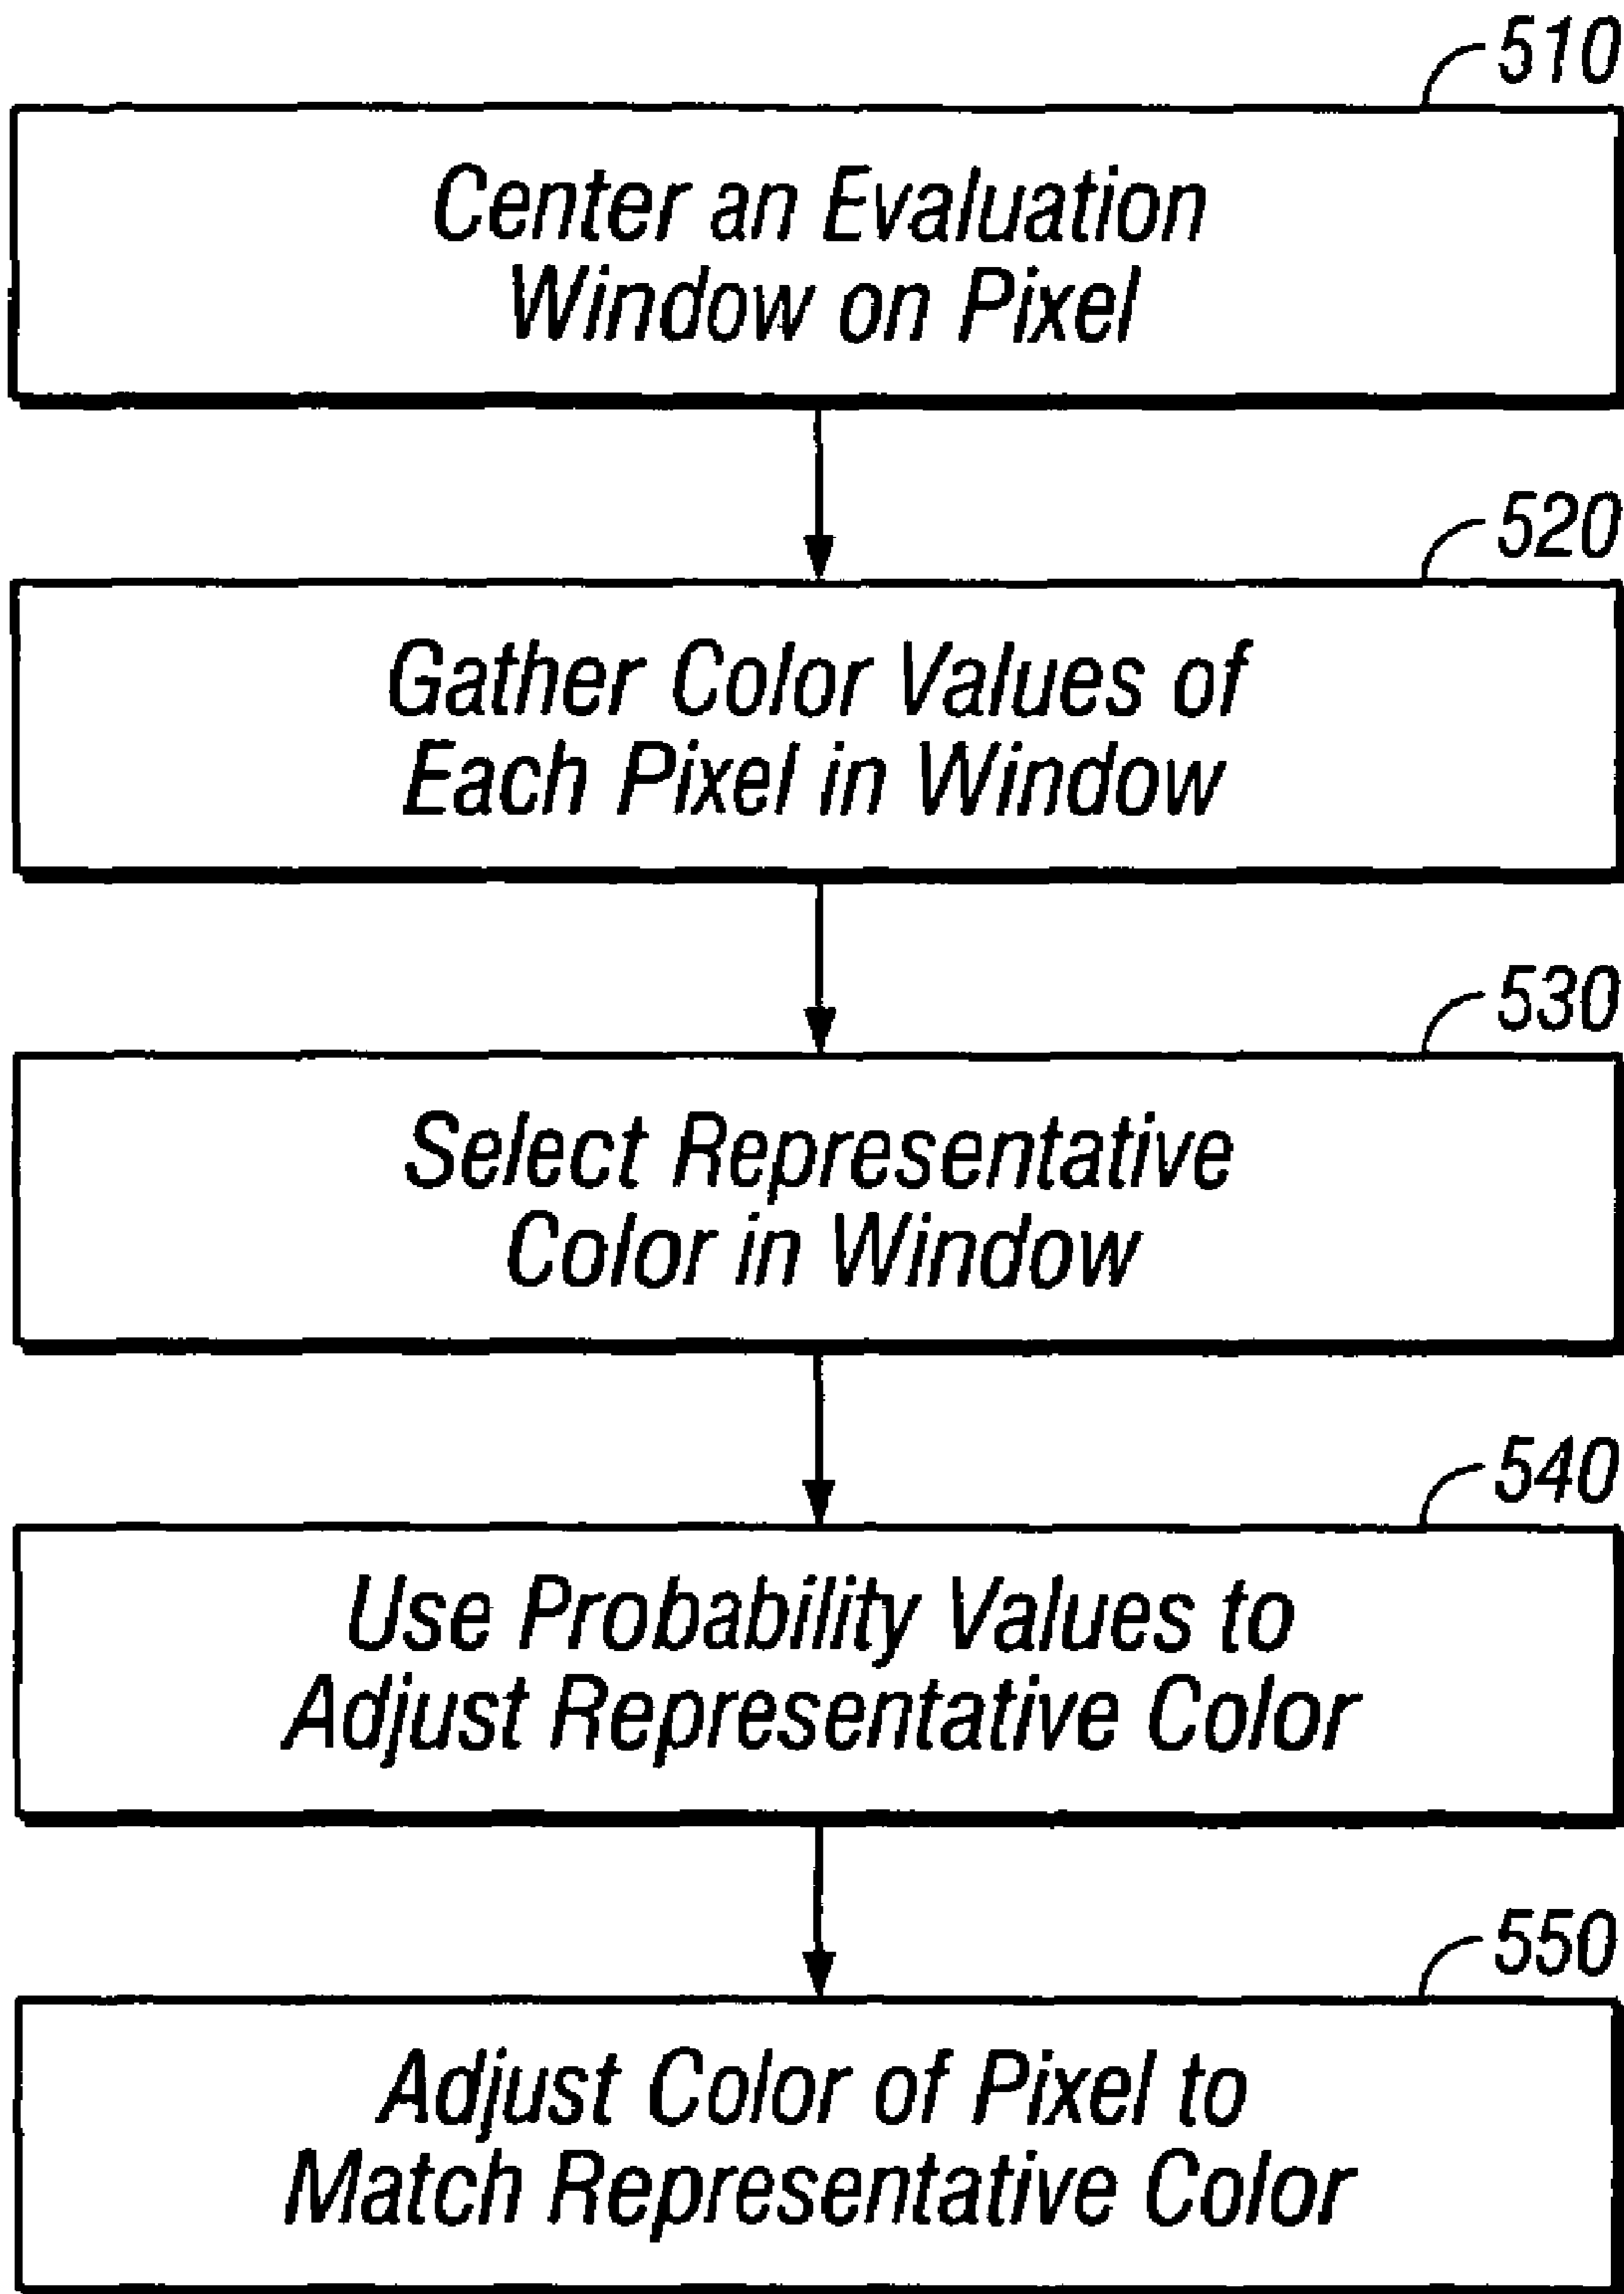 510
Center an Evaluation
Window on Pixel
520
Gather Color Values of
Each Pixel in Window
530
Select Representative
Color in Window
540
Use Probability Values to
Adjust Representative Color
550
Adjust Color of Pixel to
Match Representative Color